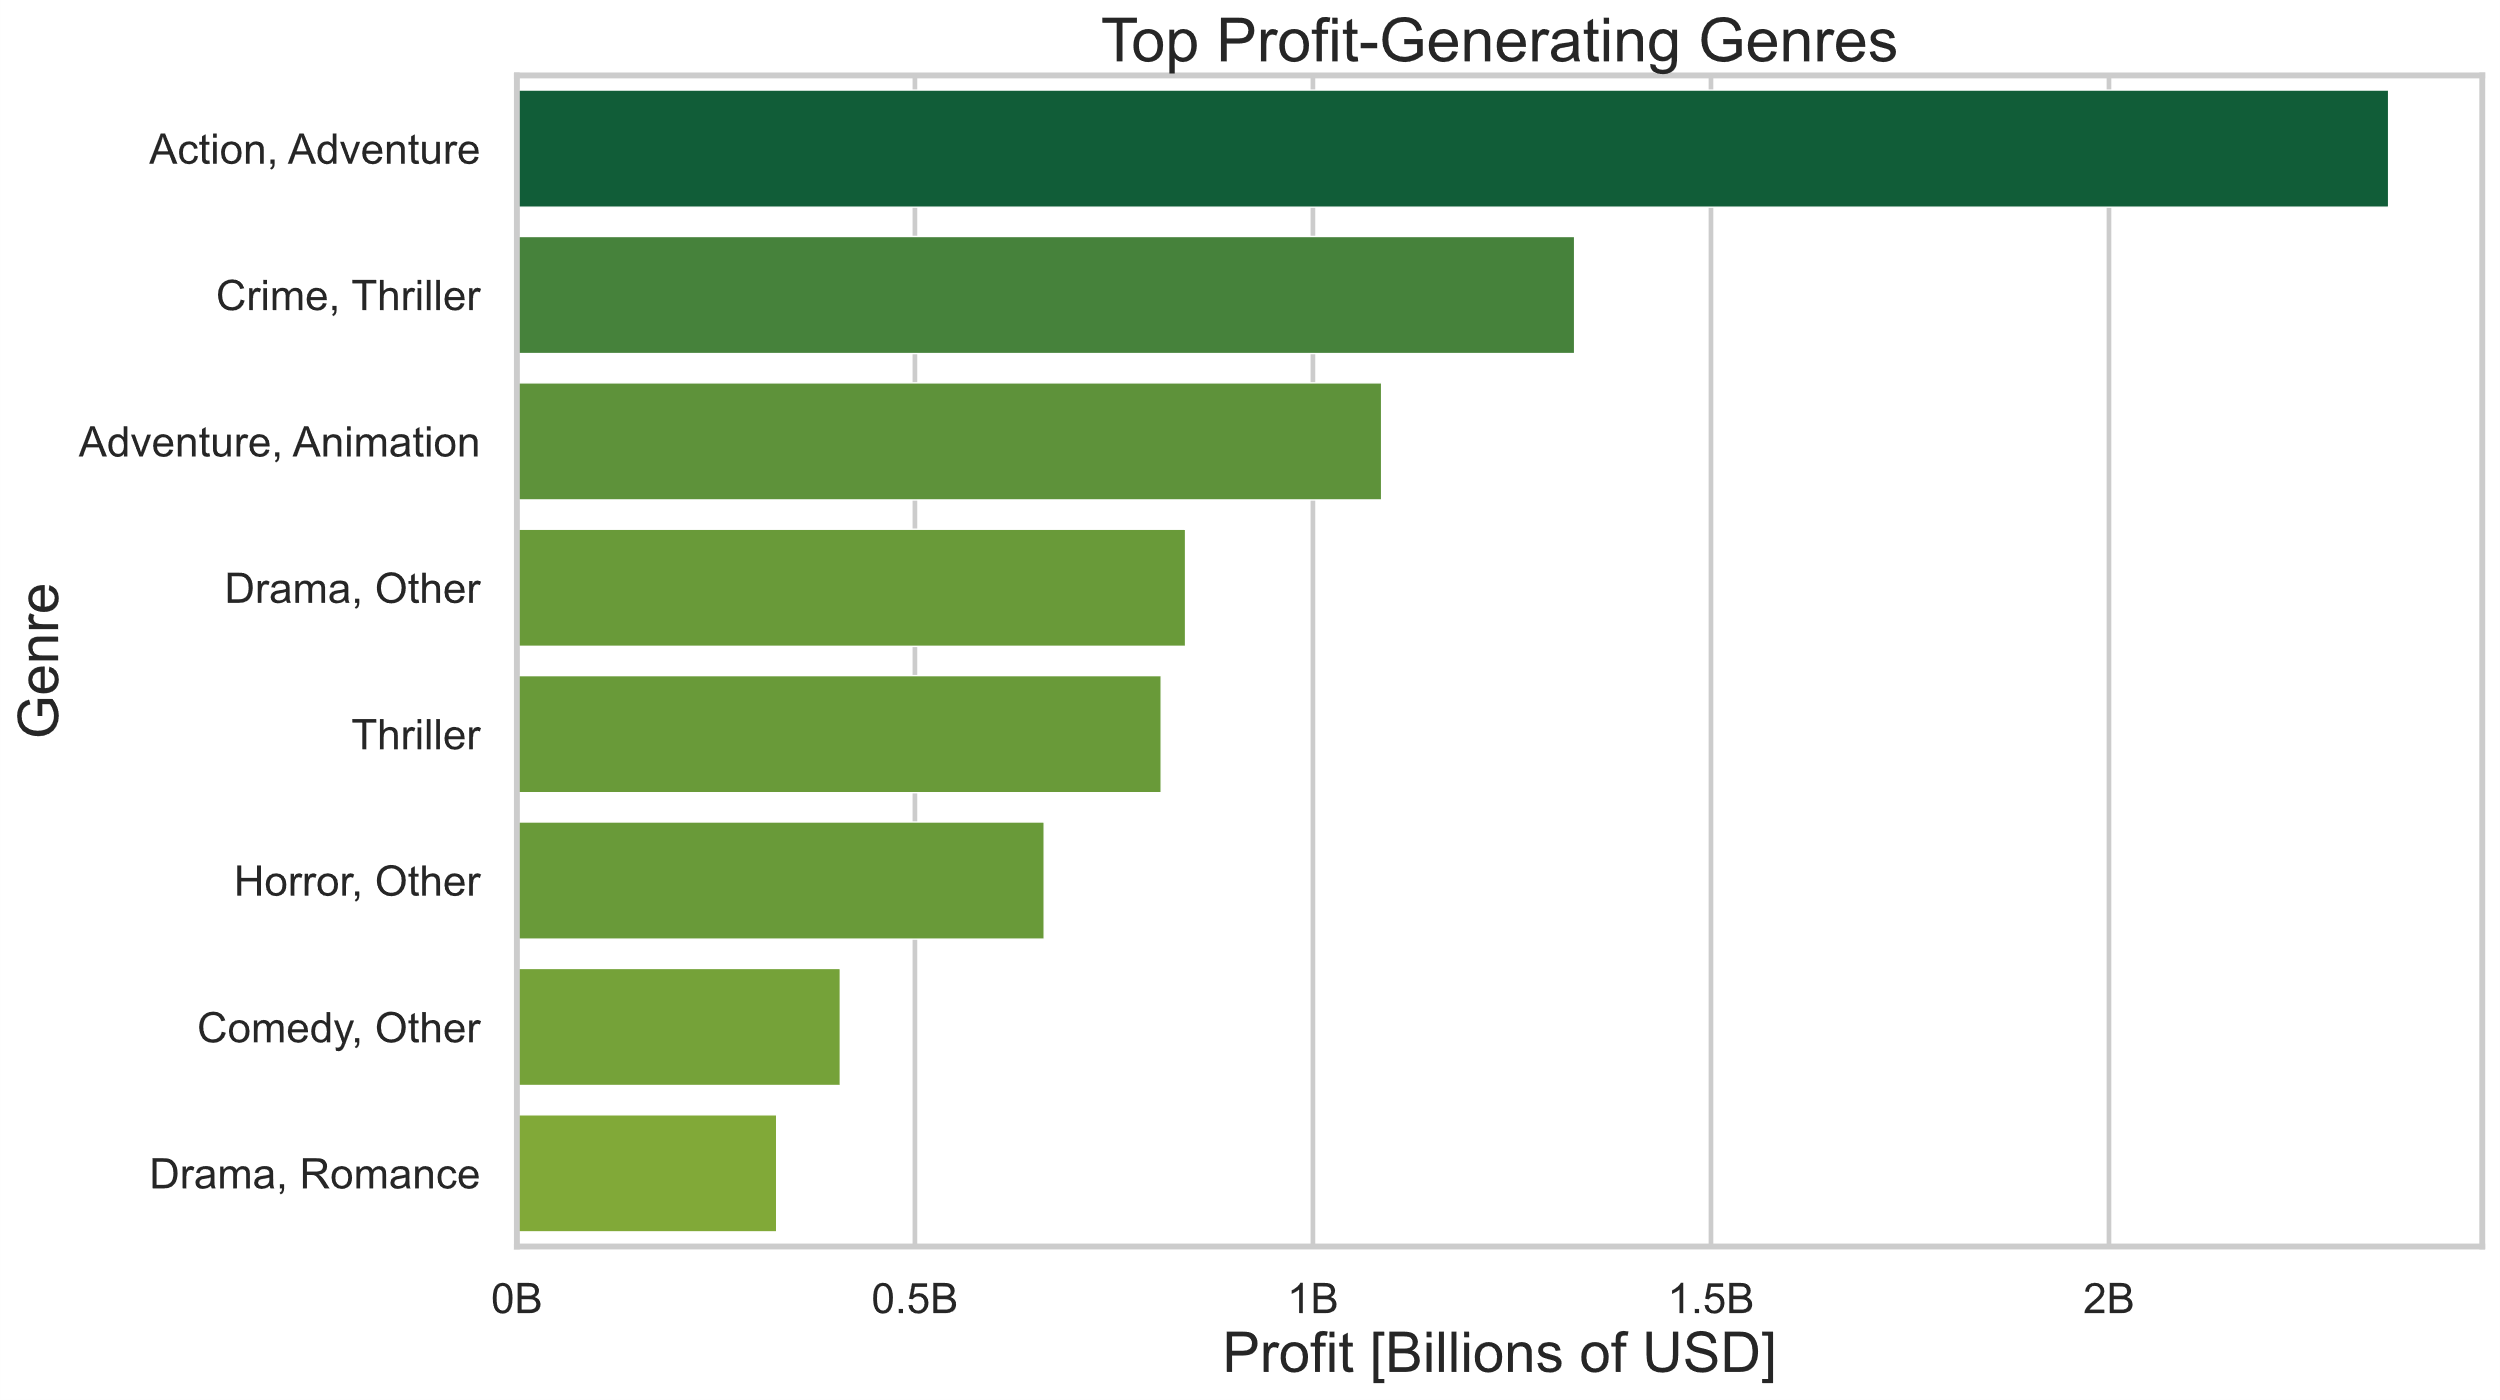 Top Profit-Generating Genres
Action, Adventure
Crime, Thriller
Adventure, Animation
Drama, Other
Thriller
Horror, Other
Comedy, Other
Drama, Romance
Genre
0B 0.5B 1B 1.5B 2B
Profit [Billions of USD]